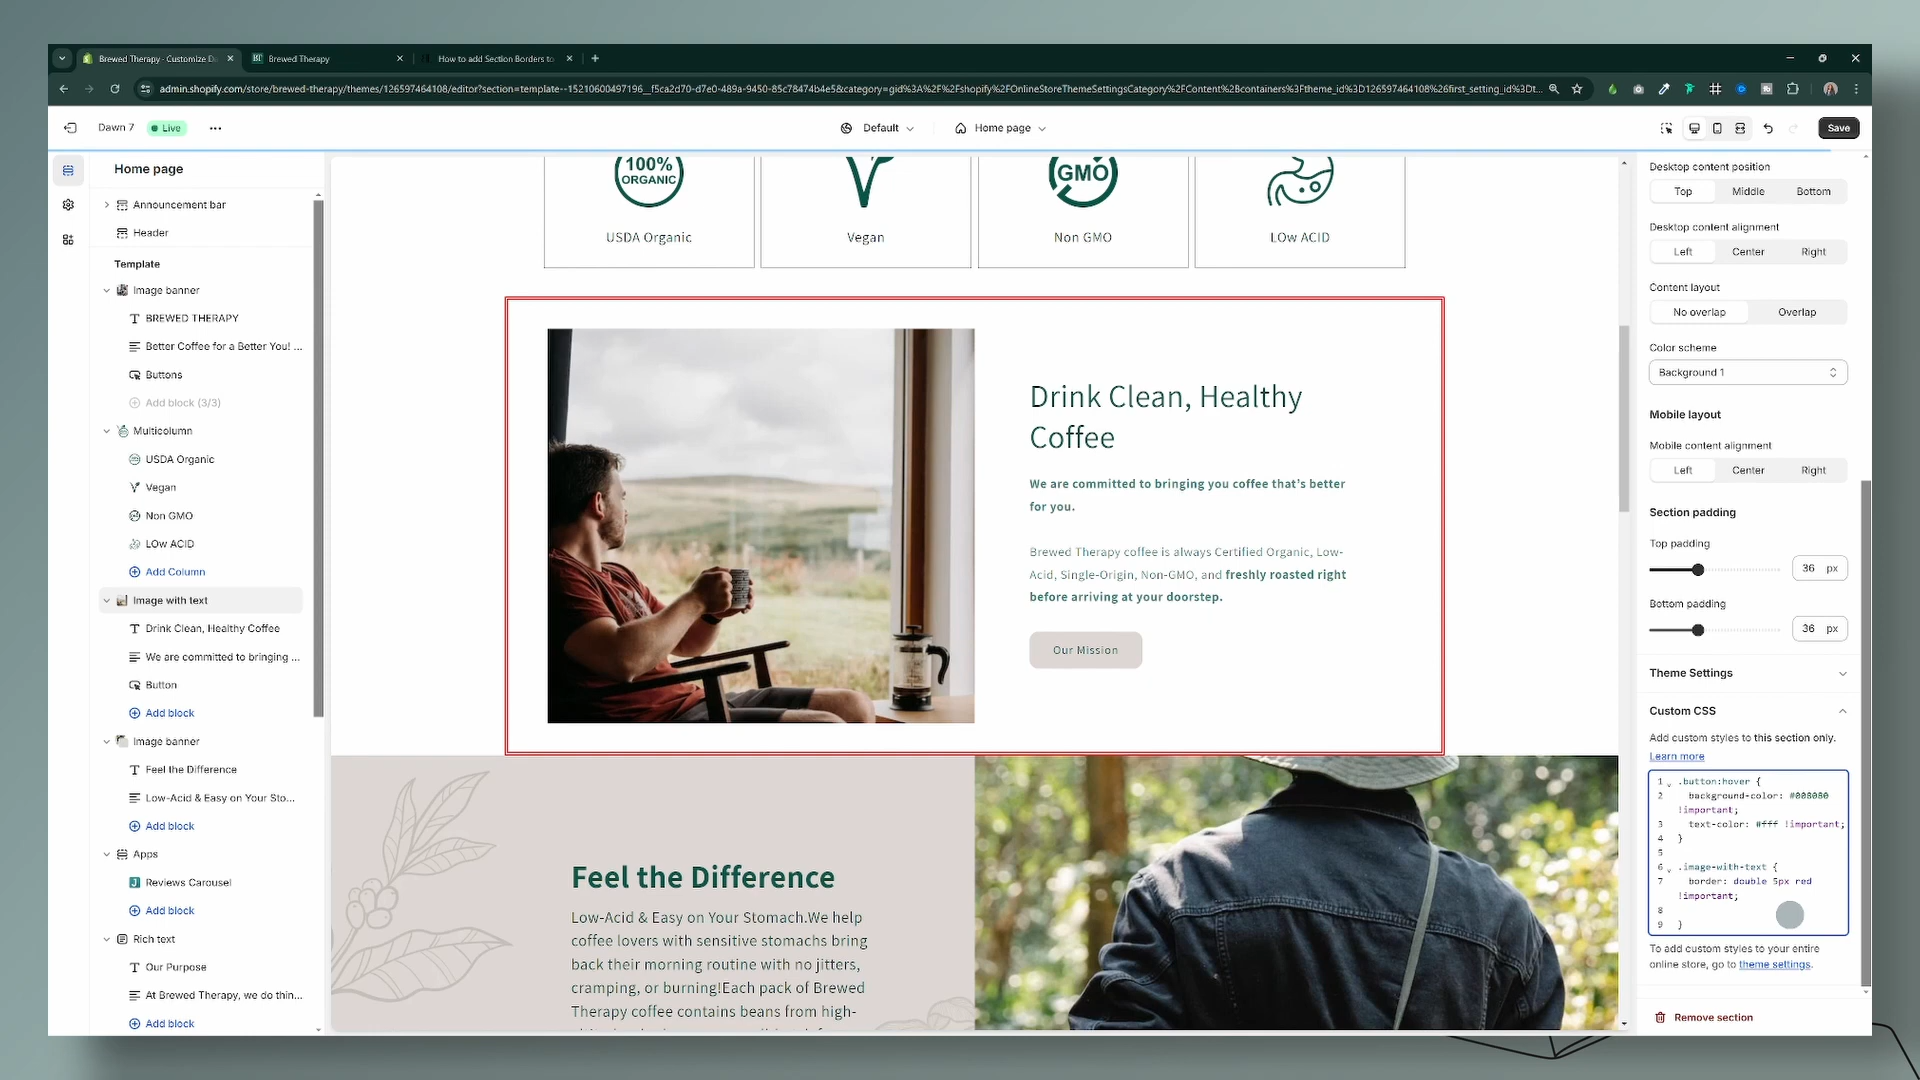 Brewed Therapy · Customize Da
Brewed Therapy
How to add Section Borders to
admin.shopify.com/store/brewed-therapy/themes/126597464108/editor?section=template--15210600497196__f5ca2d70-d7e0-489a-9450-85c78474b4e5&category=gid%3A%2F%2Fshopify%2FOnlineStoreThemeSettingsCategory%2FContent%2Bcontainers%3Ftheme_id%3D126597464108%26first_setting_id%3Dt...
Dawn 7
Live
Default
Home page
Save
Home page
Announcement bar
Header
Template
Image banner
BREWED THERAPY
Better Coffee for a Better You! ...
Buttons
Add block (3/3)
Multicolumn
USDA Organic
Vegan
Non GMO
LOw ACID
Add Column
Image with text
Drink Clean, Healthy Coffee
We are committed to bringing ...
Button
Add block
Image banner
Feel the Difference
Low-Acid & Easy on Your Sto...
Add block
Apps
Reviews Carousel
Add block
Rich text
Our Purpose
At Brewed Therapy, we do thin...
Add block
100%
ORGANIC
USDA Organic
Vegan
GMO
Non GMO
LOw ACID
Drink Clean, Healthy
Coffee
We are committed to bringing you coffee that's better
for you.
Brewed Therapy coffee is always Certified Organic, Low-
Acid, Single-Origin, Non-GMO, and freshly roasted right
before arriving at your doorstep.
Our Mission
Feel the Difference
Low-Acid & Easy on Your Stomach.We help
coffee lovers with sensitive stomachs bring
back their morning routine with no jitters,
cramping, or burning!Each pack of Brewed
Therapy coffee contains beans from high-
Desktop content position
Top Middle Bottom
Desktop content alignment
Left Center Right
Content layout
No overlap Overlap
Color scheme
Background 1
Mobile layout
Mobile content alignment
Left Center Right
Section padding
Top padding
36 px
Bottom padding
36 px
Theme Settings
Custom CSS
Add custom styles to this section only.
Learn more
1 .button:hover {
2 background-color: #008080
!important;
3 text-color: #fff !important;
4 }
5
6 .image-with-text {
7 border: double 5px red
!important;
8
9 }
To add custom styles to your entire
online store, go to theme settings.
Remove section